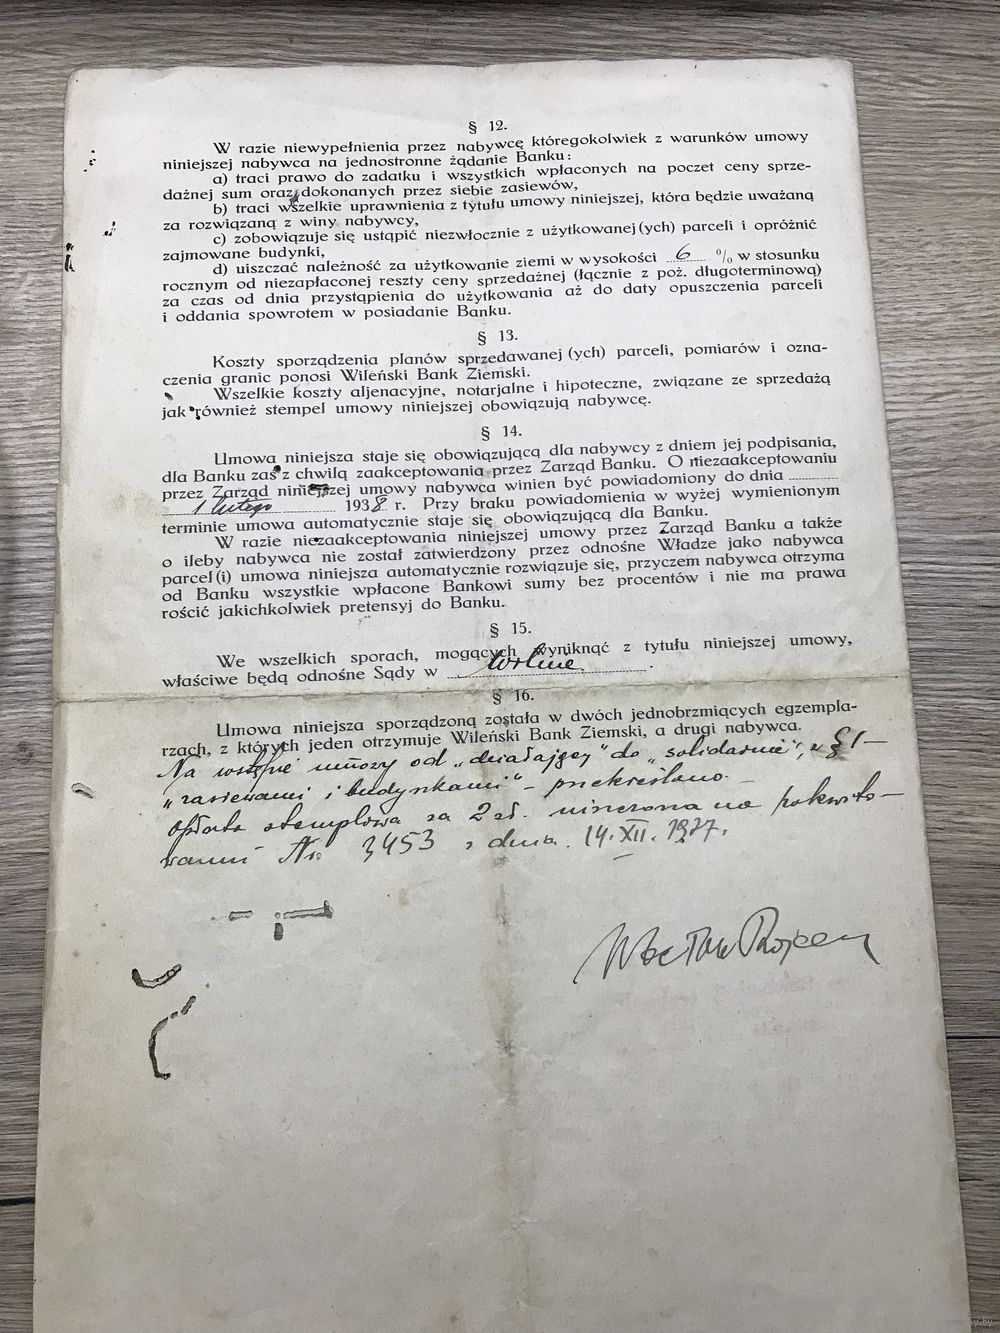 § 12.
W razie niewypełnienia przez nabywcę któregokolwiek z warunków umowy
niniejszej nabywca na jednostronne żądanie Banku:
a) traci prawo do zadatku i wszystkich wpłaconych na poczet ceny sprze-
dażnej sum oraz dokonanych przez siebie zasiewów,
b) traci wszelkie uprawnienia z tytułu umowy niniejszej, która będzie uważaną
za rozwiązaną z winy nabywcy,
c) zobowiązuje się ustąpić niezwłocznie z użytkowanej (ych) parceli i opróżnić
zajmowane budynki,
d) uiszczać należność za użytkowanie ziemi w wysokości 6 % w stosunku
rocznym od niezapłaconej reszty ceny sprzedażnej (łącznie z poż. długoterminową)
za czas od dnia przystąpienia do użytkowania aż do daty opuszczenia parceli
i oddania spowrotem w posiadanie Banku.
§ 13.
Koszty sporządzenia planów sprzedawanej (ych) parceli, pomiarów i ozna-
czenia granic ponosi Wileński Bank Ziemski.
Wszelkie koszty aljenacyjne, notarjalne i hipoteczne, związane ze sprzedażą
jak również stempel umowy niniejszej obowiązują nabywcę.
§ 14.
Umowa niniejsza staje się obowiązującą dla nabywcy z dniem jej podpisania,
dla Banku zaś z chwilą zaakceptowania przez Zarząd Banku. O niezaakceptowaniu
przez Zarząd niniejszej umowy nabywca winien być powiadomiony do dnia
1 lutego 1938 r. Przy braku powiadomienia w wyżej wymienionym
terminie umowa automatycznie staje się obowiązującą dla Banku.
W razie niezaakceptowania niniejszej umowy przez Zarząd Banku a także
o ileby nabywca nie został zatwierdzony przez odnośne Władze jako nabywca
parcel (i) umowa niniejsza automatycznie rozwiązuje się, przyczem nabywca otrzyma
od Banku wszystkie wpłacone Bankowi sumy bez procentów i nie ma prawa
rościć jakichkolwiek pretensyj do Banku.
§ 15.
We wszelkich sporach, mogących wyniknąć z tytułu niniejszej umowy,
właściwe będą odnośne Sądy w Wilnie.
§ 16.
Umowa niniejsza sporządzoną została w dwóch jednobrzmiących egzempla-
rzach, z których jeden otrzymuje Wileński Bank Ziemski, a drugi nabywca.
Na wstępie umowy od „działającej" do „solidarnie", w § 1 –
„zasiewami i budynkami" – przekreślono. –
Opłata stemplowa za 2 zł. uiszczona na pokwito-
waniu Nr. 3453 z dnia 14. XII. 1937.
Wacław